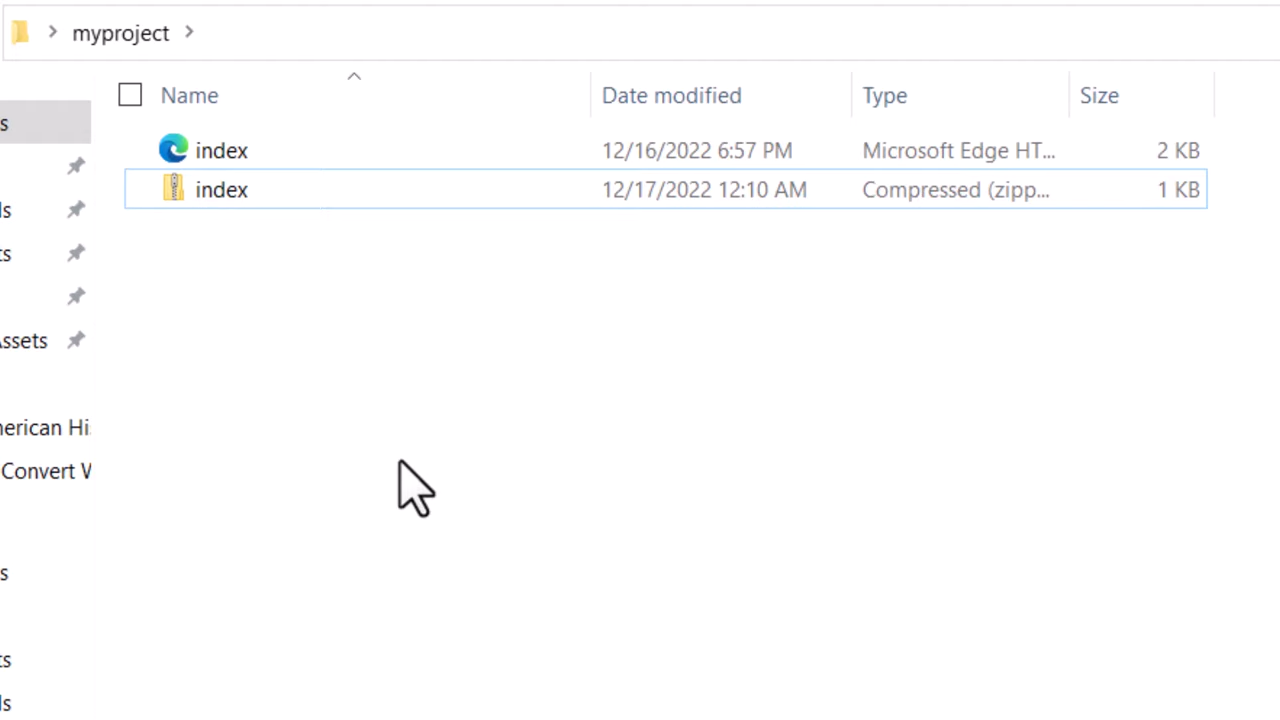 myproject
Name Date modified Type Size
index 12/16/2022 6:57 PM Microsoft Edge HT... 2 KB
index 12/17/2022 12:10 AM Compressed (zipp... 1 KB
s
ls
ts
Assets
nerican Hi
Convert W
s
ts
ls